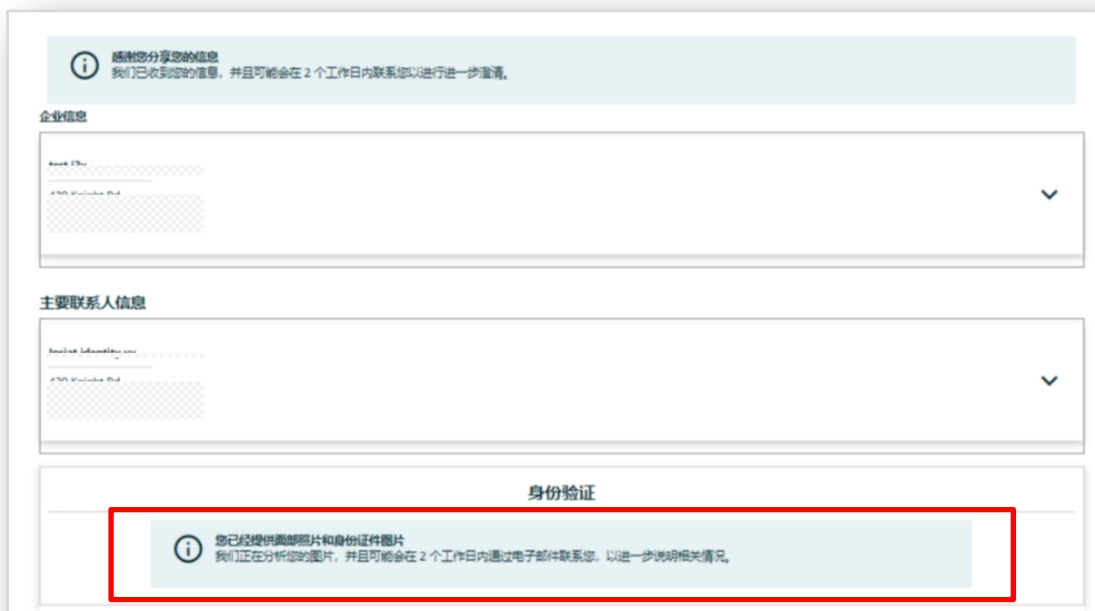 感谢您分享您的信息
我们已收到您的信息，并且可能会在 2 个工作日内联系您以进行进一步澄清。
企业信息
主要联系人信息
身份验证
您已经提供面部照片和身份证件图片
我们正在分析您的图片，并且可能会在 2 个工作日内通过电子邮件联系您，以进一步说明相关情况。